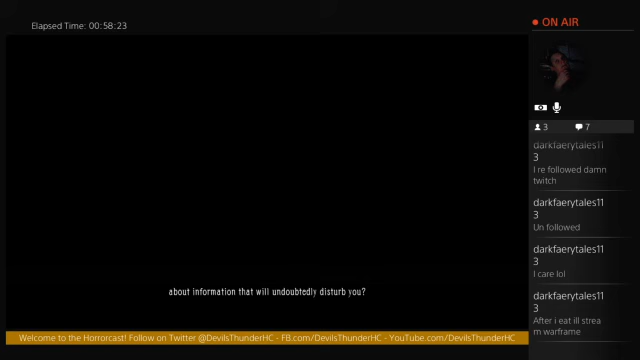 Elapsed Time: 00:58:23
ON AIR
3
7
darkfaerytales11
3
I re followed damn
twitch
darkfaerytales11
3
Un followed
darkfaerytales11
3
I care lol
darkfaerytales11
3
After i eat ill strea
m warframe
about information that will undoubtedly disturb you?
Welcome to the Horrorcast! Follow on Twitter @DevilsThunderHC - FB.com/DevilsThunderHC - YouTube.com/DevilsThunderHC